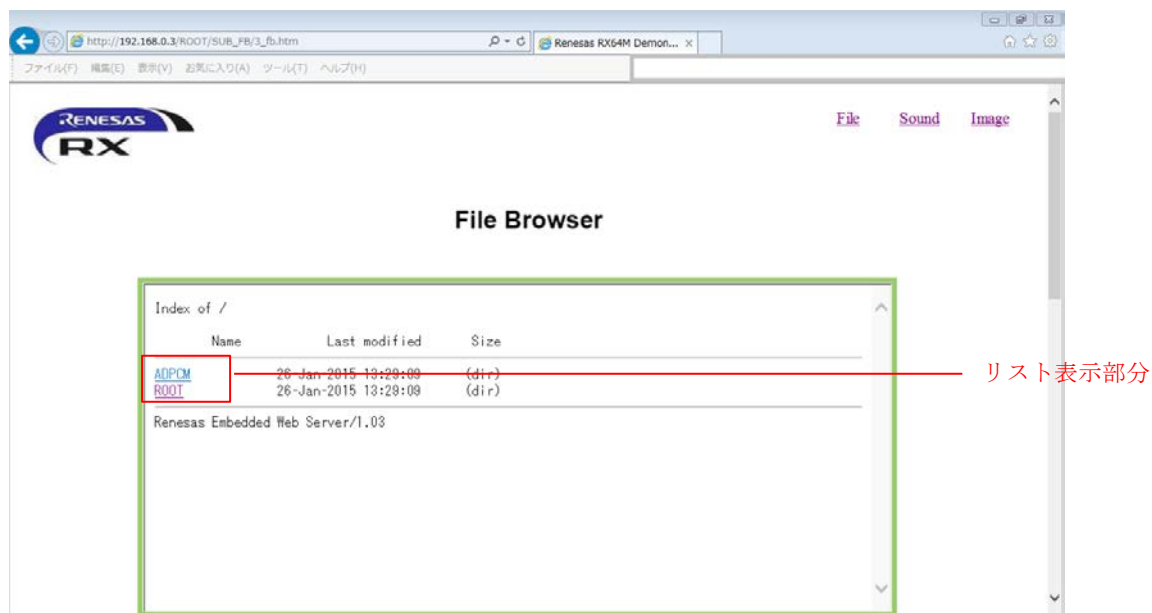 http://192.168.0.3/ROOT/SUB_FB/3_fb.htm
Renesas RX64M Demon...
ファイル(F) 編集(E) 表示(V) お気に入り(A) ツール(T) ヘルプ(H)
RENESAS
RX
File Sound Image
File Browser
Index of /
Name Last modified Size
ADPCM 26-Jan-2015 13:29:09 (dir)
ROOT 26-Jan-2015 13:29:09 (dir)
リスト表示部分
Renesas Embedded Web Server/1.03